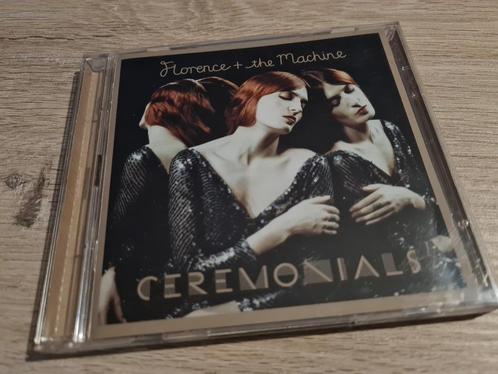 Florence + the Machine
CEREMONIALS